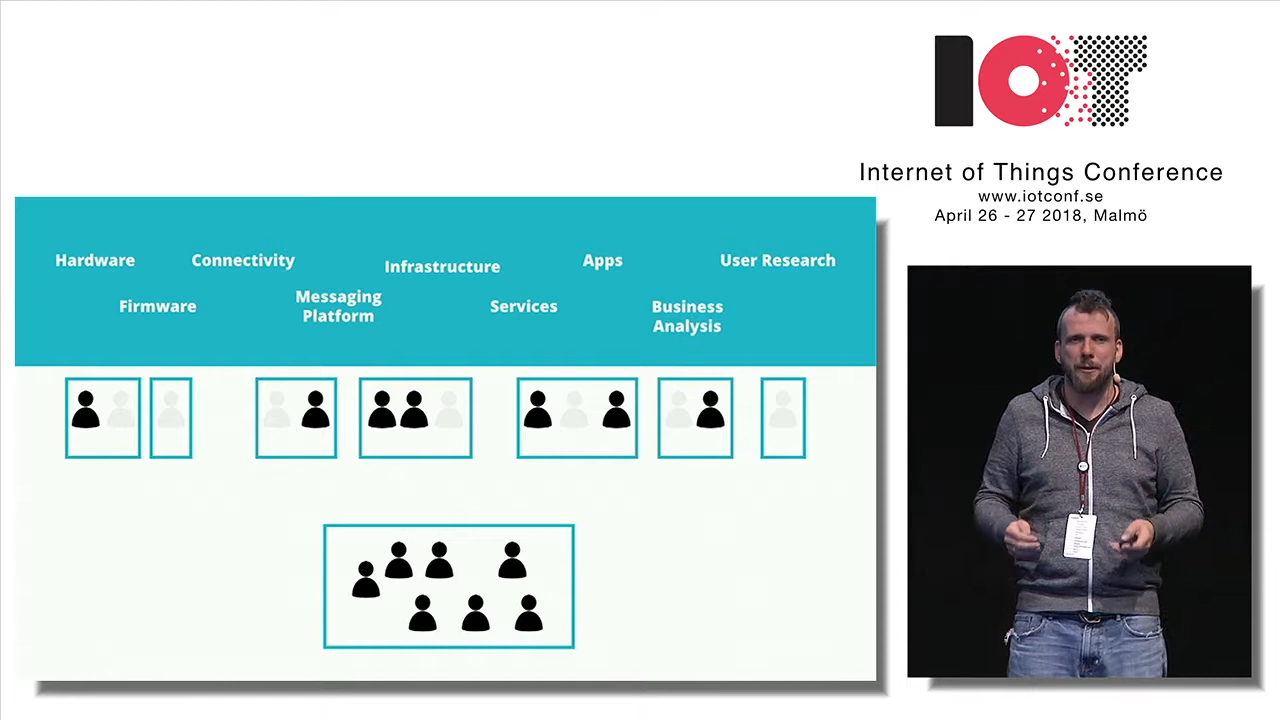 IOT
Internet of Things Conference
www.iotconf.se
April 26 - 27 2018, Malmö
Hardware
Connectivity
Infrastructure
Apps
User Research
Firmware
Messaging
Platform
Services
Business
Analysis